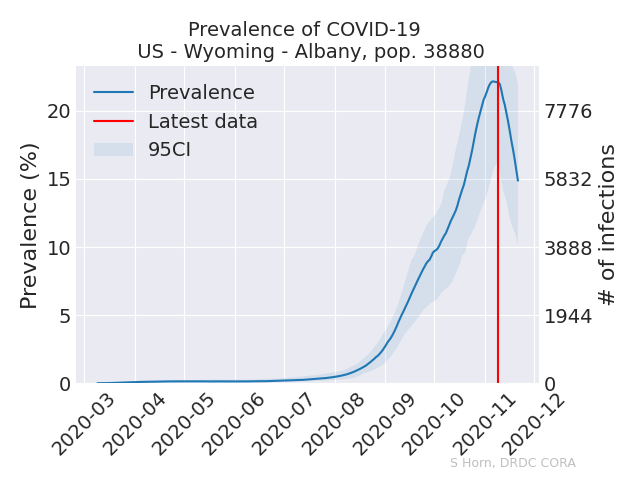 Prevalence of COVID-19
US - Wyoming - Albany, pop. 38880
Prevalence
Latest data
95CI
Prevalence (%)
20
15
10
5
0
7776
5832
3888
1944
0
# of infections
2020-03
2020-04
2020-05
2020-06
2020-07
2020-08
2020-09
2020-10
2020-11
2020-12
S Horn, DRDC CORA